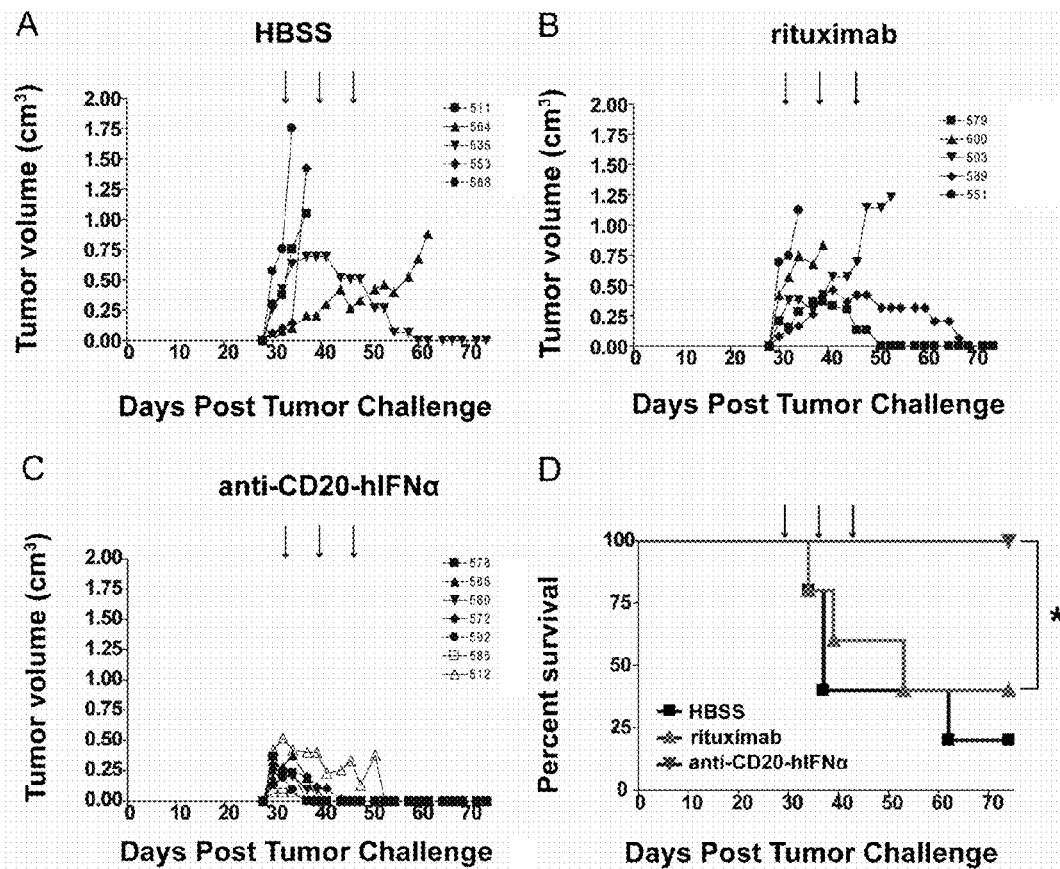 A
HBSS
Tumor volume (cm³)
2.00
1.75
1.50
1.25
1.00
0.75
0.50
0.25
0.00
0 10 20 30 40 50 60 70
Days Post Tumor Challenge
B
rituximab
Tumor volume (cm³)
2.00
1.75
1.50
1.25
1.00
0.75
0.50
0.25
0.00
579
0 10 20 30 40 50 60 70
Days Post Tumor Challenge
C
anti-CD20-hIFNα
Tumor volume (cm³)
2.00
1.75
1.50
1.25
1.00
0.75
0.50
0.25
0.00
572
0 10 20 30 40 50 60 70
Days Post Tumor Challenge
D
Percent survival
100
75
50
25
0
*
HBSS
rituximab
anti-CD20-hIFNα
0 10 20 30 40 50 60 70
Days Post Tumor Challenge